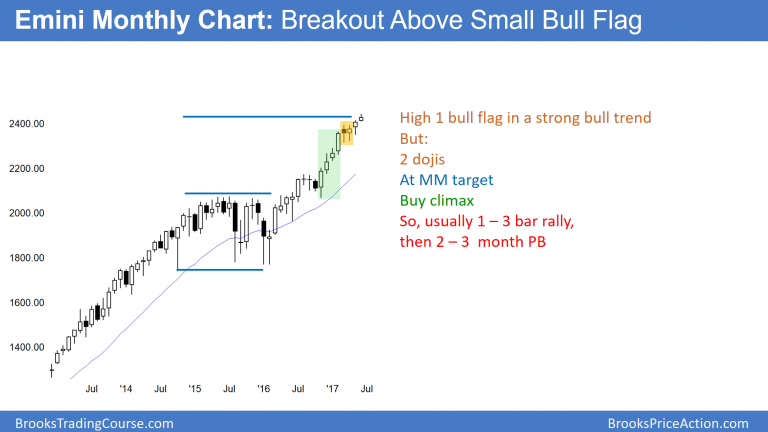 Emini Monthly Chart: Breakout Above Small Bull Flag
High 1 bull flag in a strong bull trend
But:
2 dojis
At MM target
Buy climax
So, usually 1 – 3 bar rally,
then 2 – 3 month PB
2400.00
2200.00
2000.00
1800.00
1600.00
1400.00
Jul '14 Jul '15 Jul '16 Jul '17 Jul
BrooksTradingCourse.com
BrooksPriceAction.com